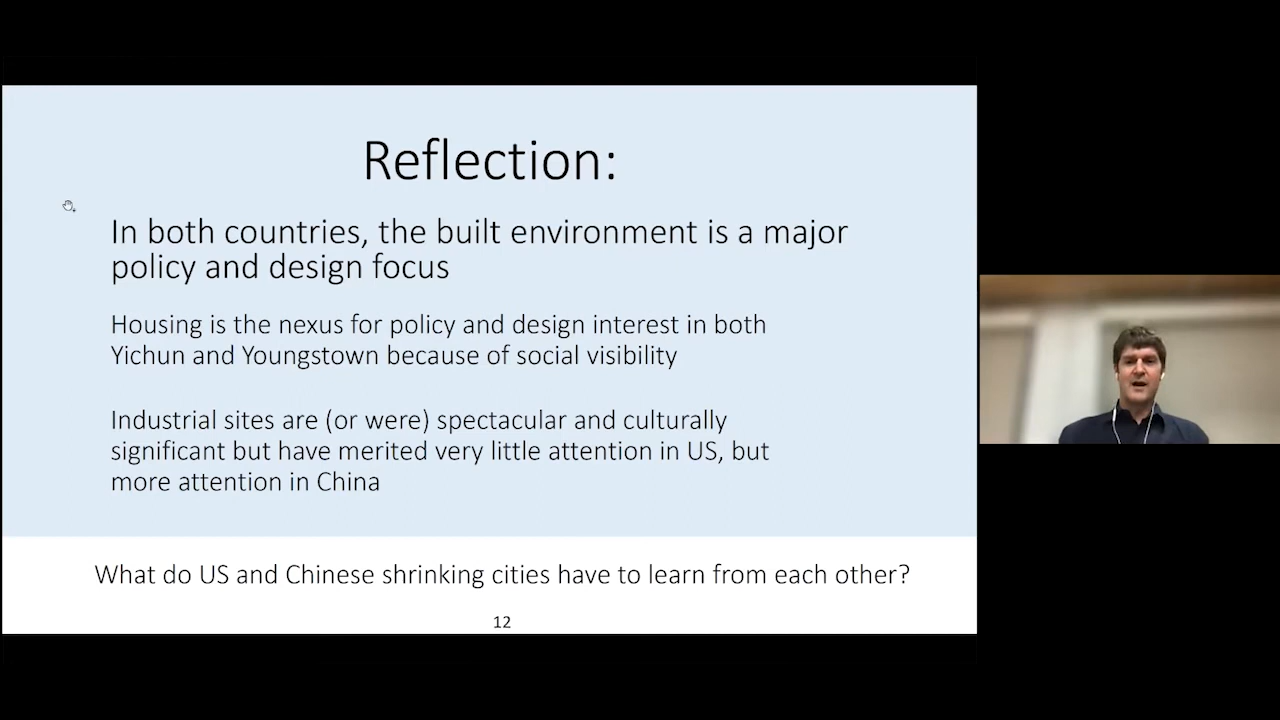 Reflection:
In both countries, the built environment is a major
policy and design focus
Housing is the nexus for policy and design interest in both
Yichun and Youngstown because of social visibility
Industrial sites are (or were) spectacular and culturally
significant but have merited very little attention in US, but
more attention in China
What do US and Chinese shrinking cities have to learn from each other?
12